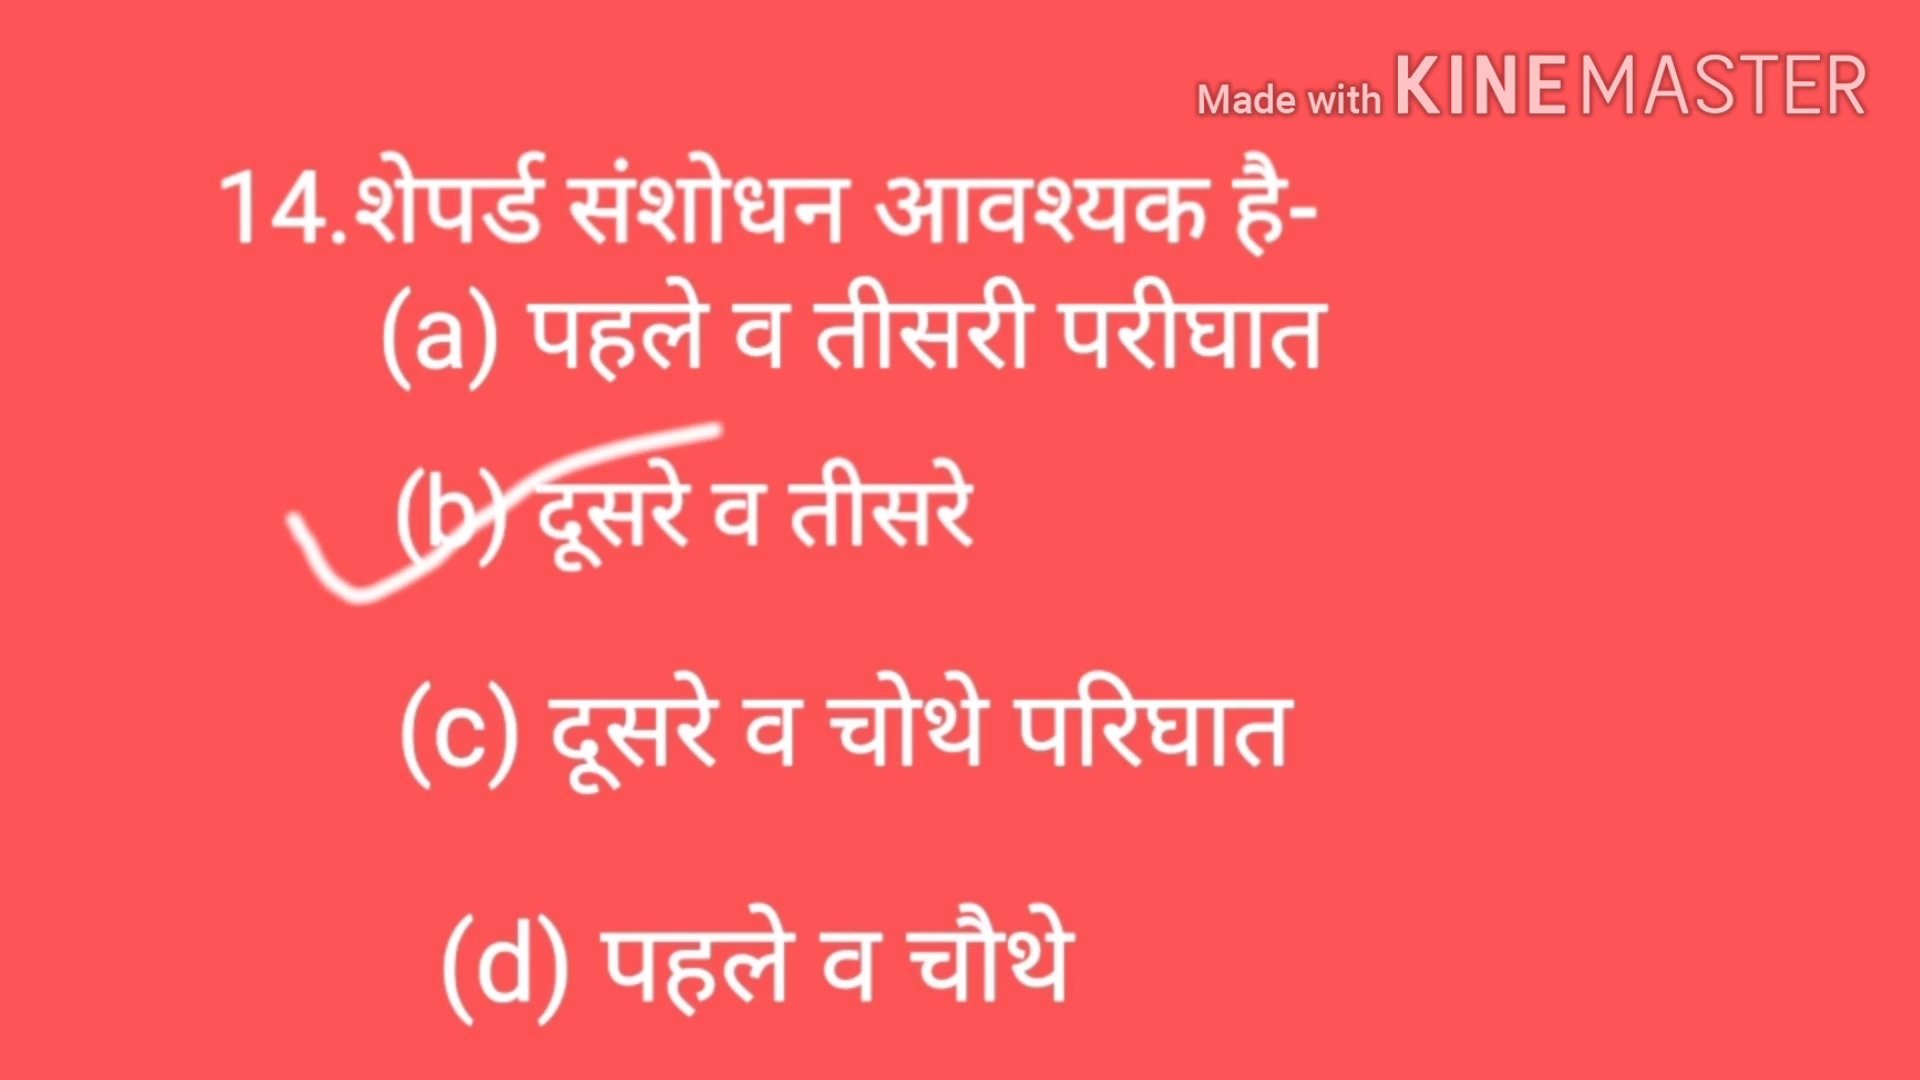 Made with KINEMASTER
14.शेपर्ड संशोधन आवश्यक है-
(a) पहले व तीसरी परीघात
(b) दूसरे व तीसरे
(c) दूसरे व चोथे परिघात
(d) पहले व चौथे